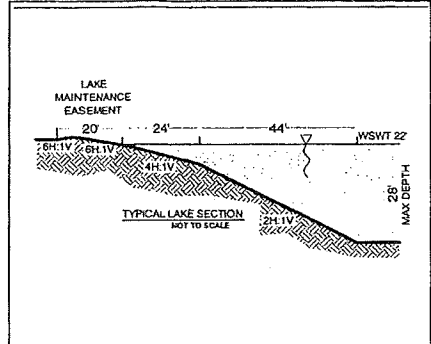 LAKE
MAINTENANCE
EASEMENT
20' 24' 44'
WSWT 22'
6H:1V 6H:1V
4H:1V
28'
MAX DEPTH
TYPICAL LAKE SECTION
NOT TO SCALE
2H:1V